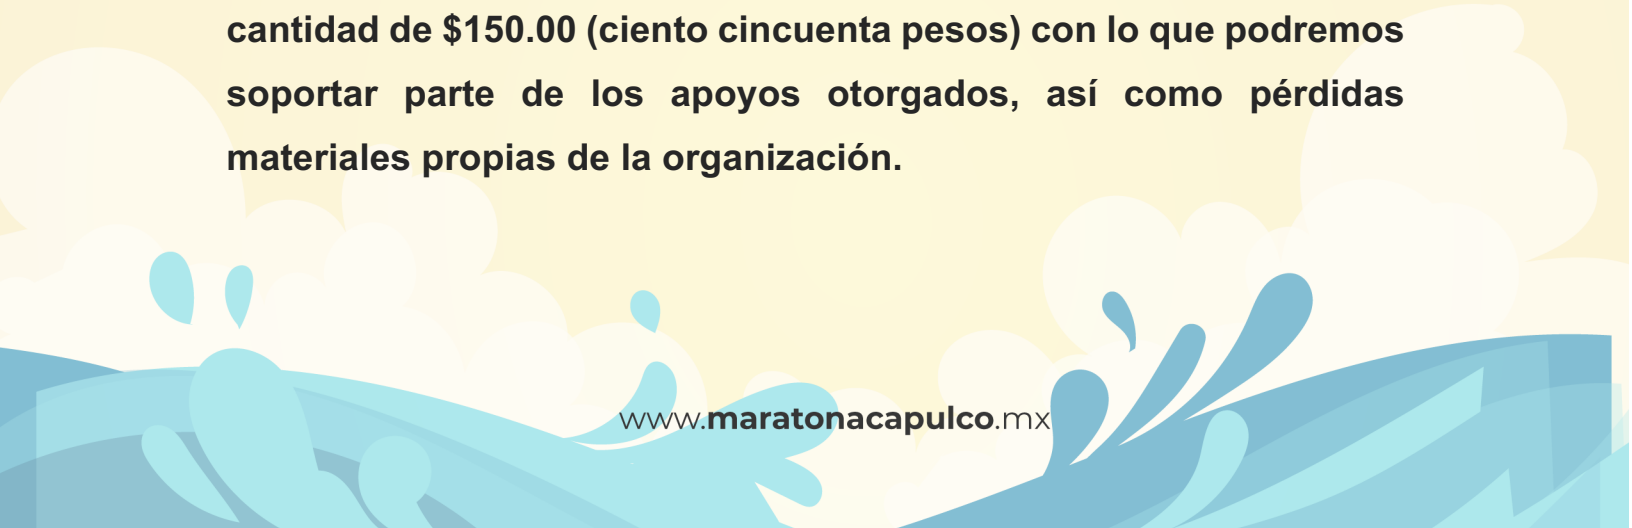 cantidad de $150.00 (ciento cincuenta pesos) con lo que podremos
soportar parte de los apoyos otorgados, así como pérdidas
materiales propias de la organización.
www.maratonacapulco.mx